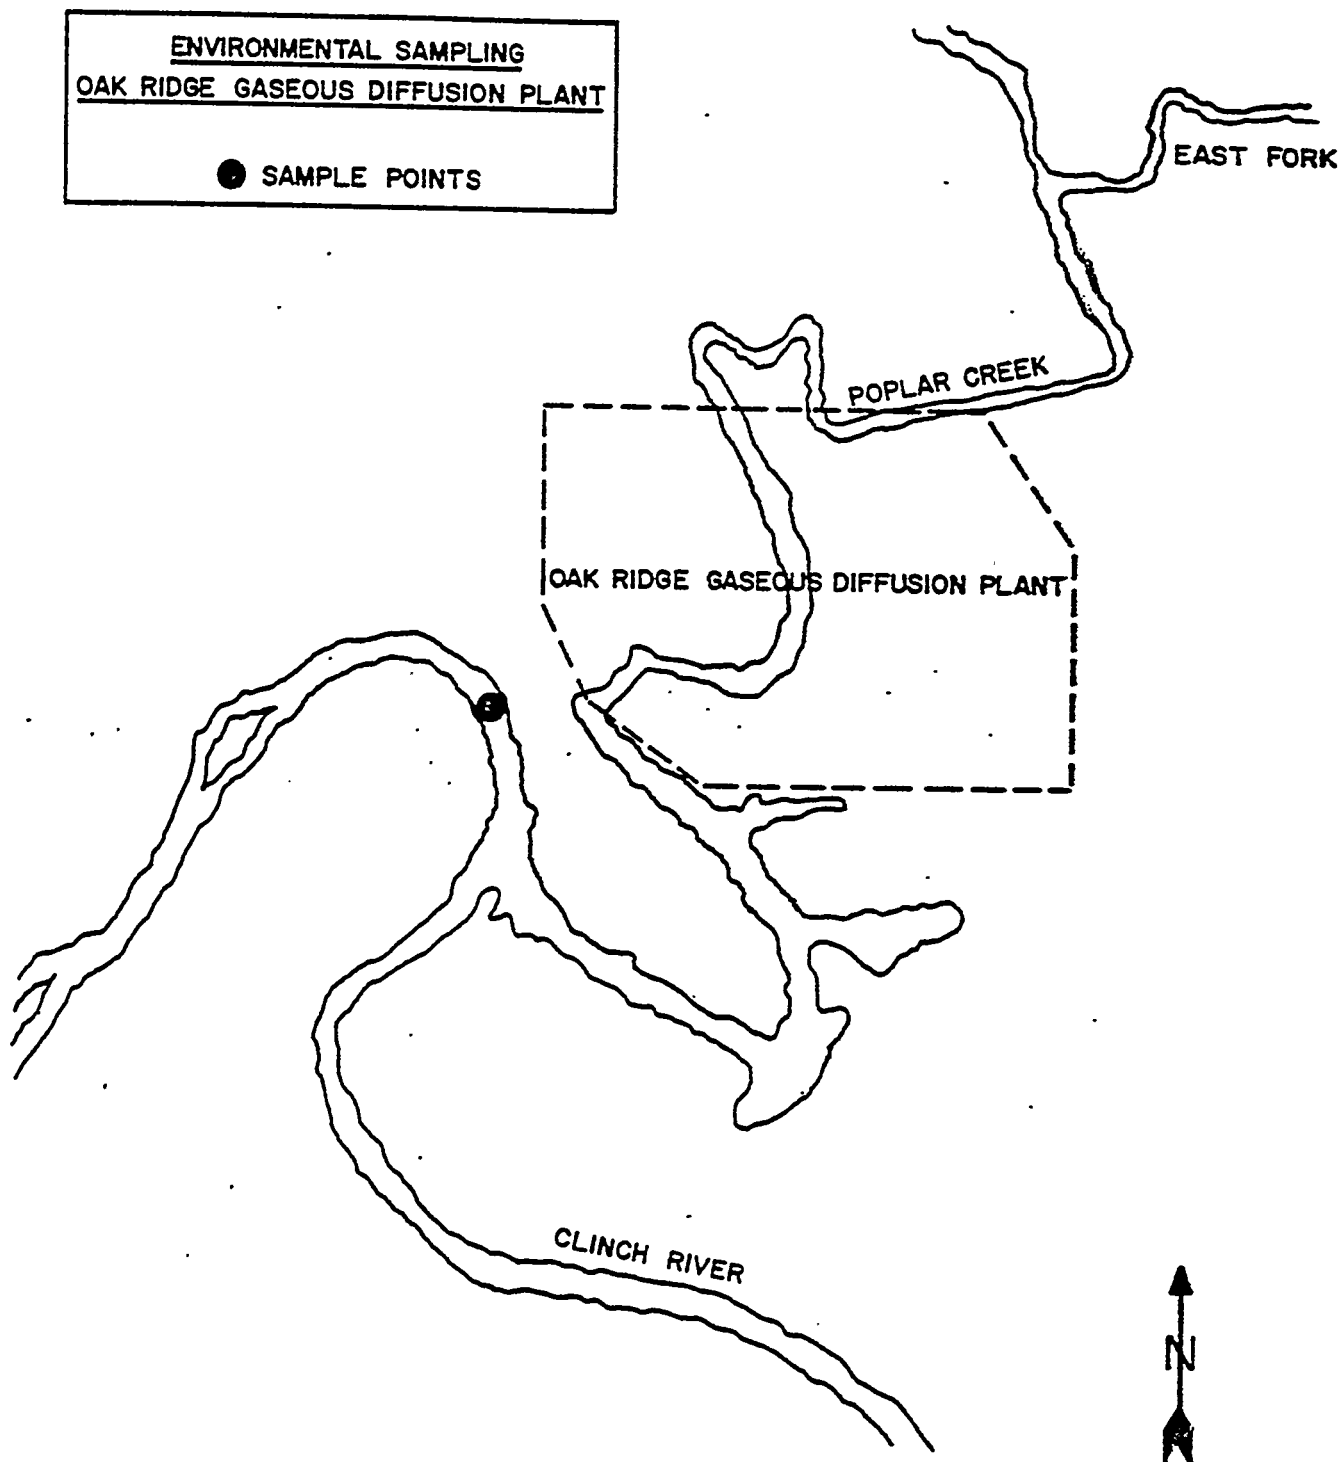 ENVIRONMENTAL SAMPLING
OAK RIDGE GASEOUS DIFFUSION PLANT
SAMPLE POINTS
EAST FORK
POPLAR CREEK
OAK RIDGE GASEOUS DIFFUSION PLANT
CLINCH RIVER
N